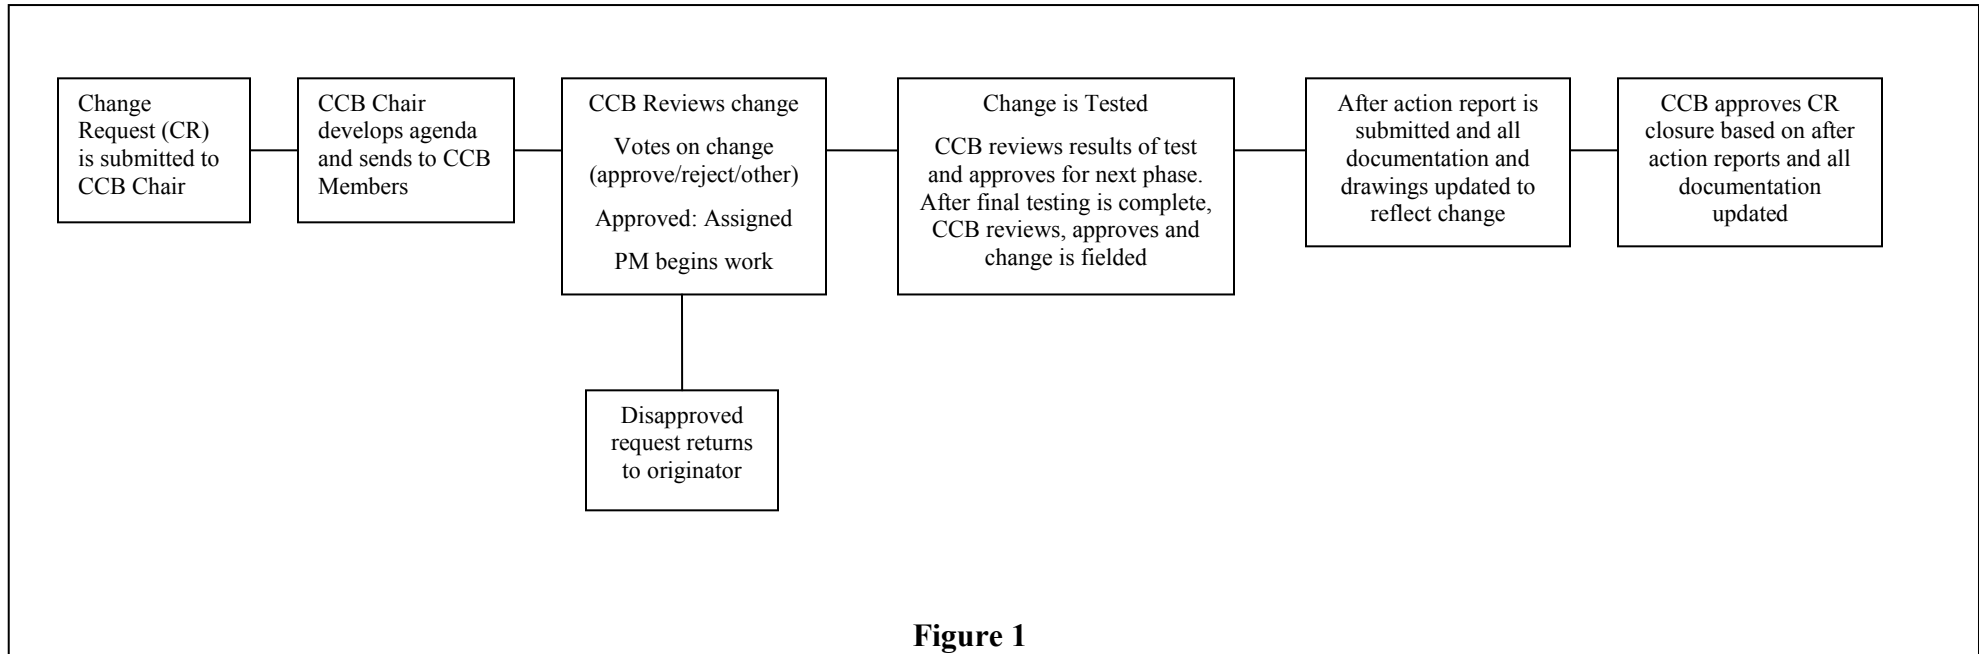 Change
Request (CR)
is submitted to
CCB Chair
CCB Chair
develops agenda
and sends to CCB
Members
CCB Reviews change
Votes on change
(approve/reject/other)
Approved: Assigned
PM begins work
Change is Tested
CCB reviews results of test
and approves for next phase.
After final testing is complete,
CCB reviews, approves and
change is fielded
After action report is
submitted and all
documentation and
drawings updated to
reflect change
CCB approves CR
closure based on after
action reports and all
documentation
updated
Disapproved
request returns
to originator
Figure 1